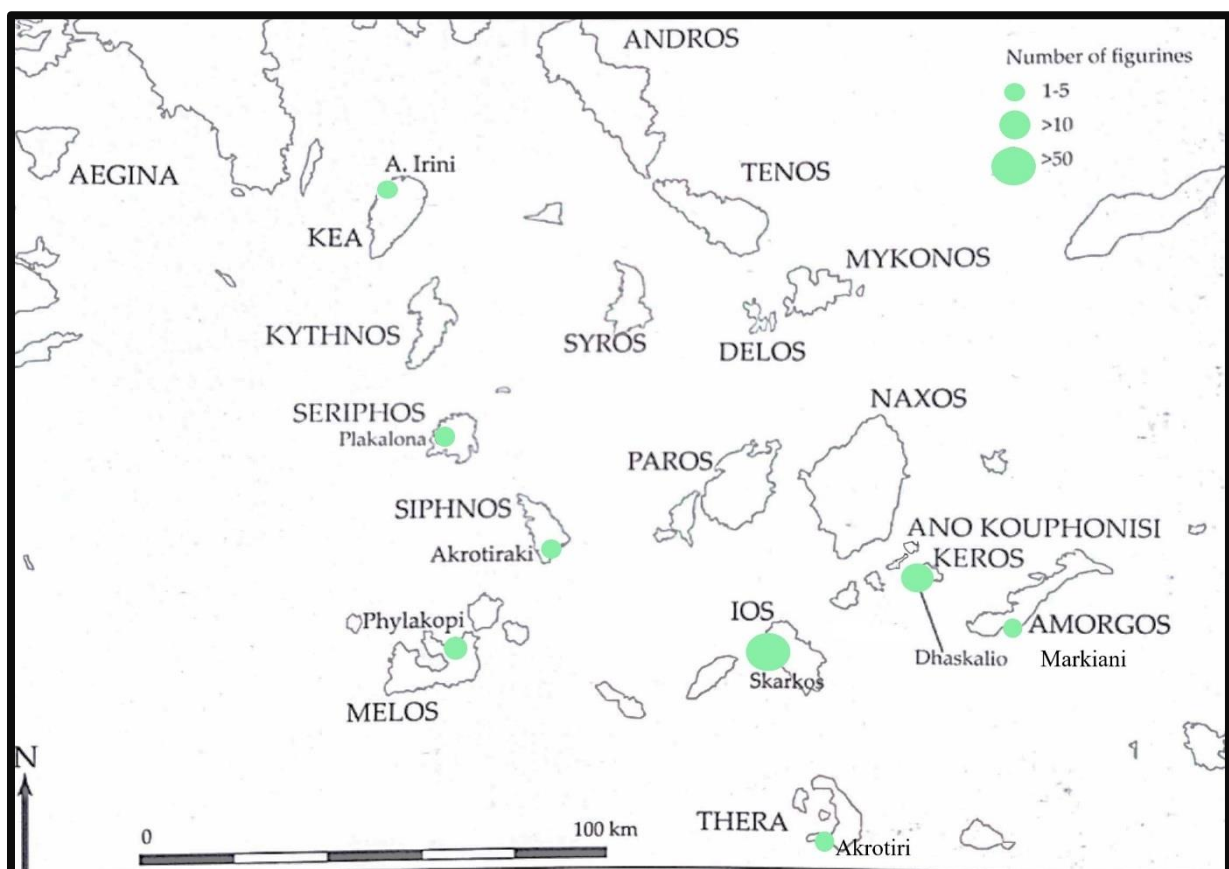 ANDROS
Number of figurines
1-5
>10
>50
AEGINA
A. Irini
TENOS
KEA
MYKONOS
KYTHNOS
SYROS
DELOS
NAXOS
SERIPHOS
Plakalona
PAROS
SIPHNOS
Akrotiraki
ANO KOUPHONISI
KEROS
IOS
Phylakopi
AMORGOS
Dhaskalio
Markiani
Skarkos
MELOS
N
THERA
Akrotiri
0
100 km